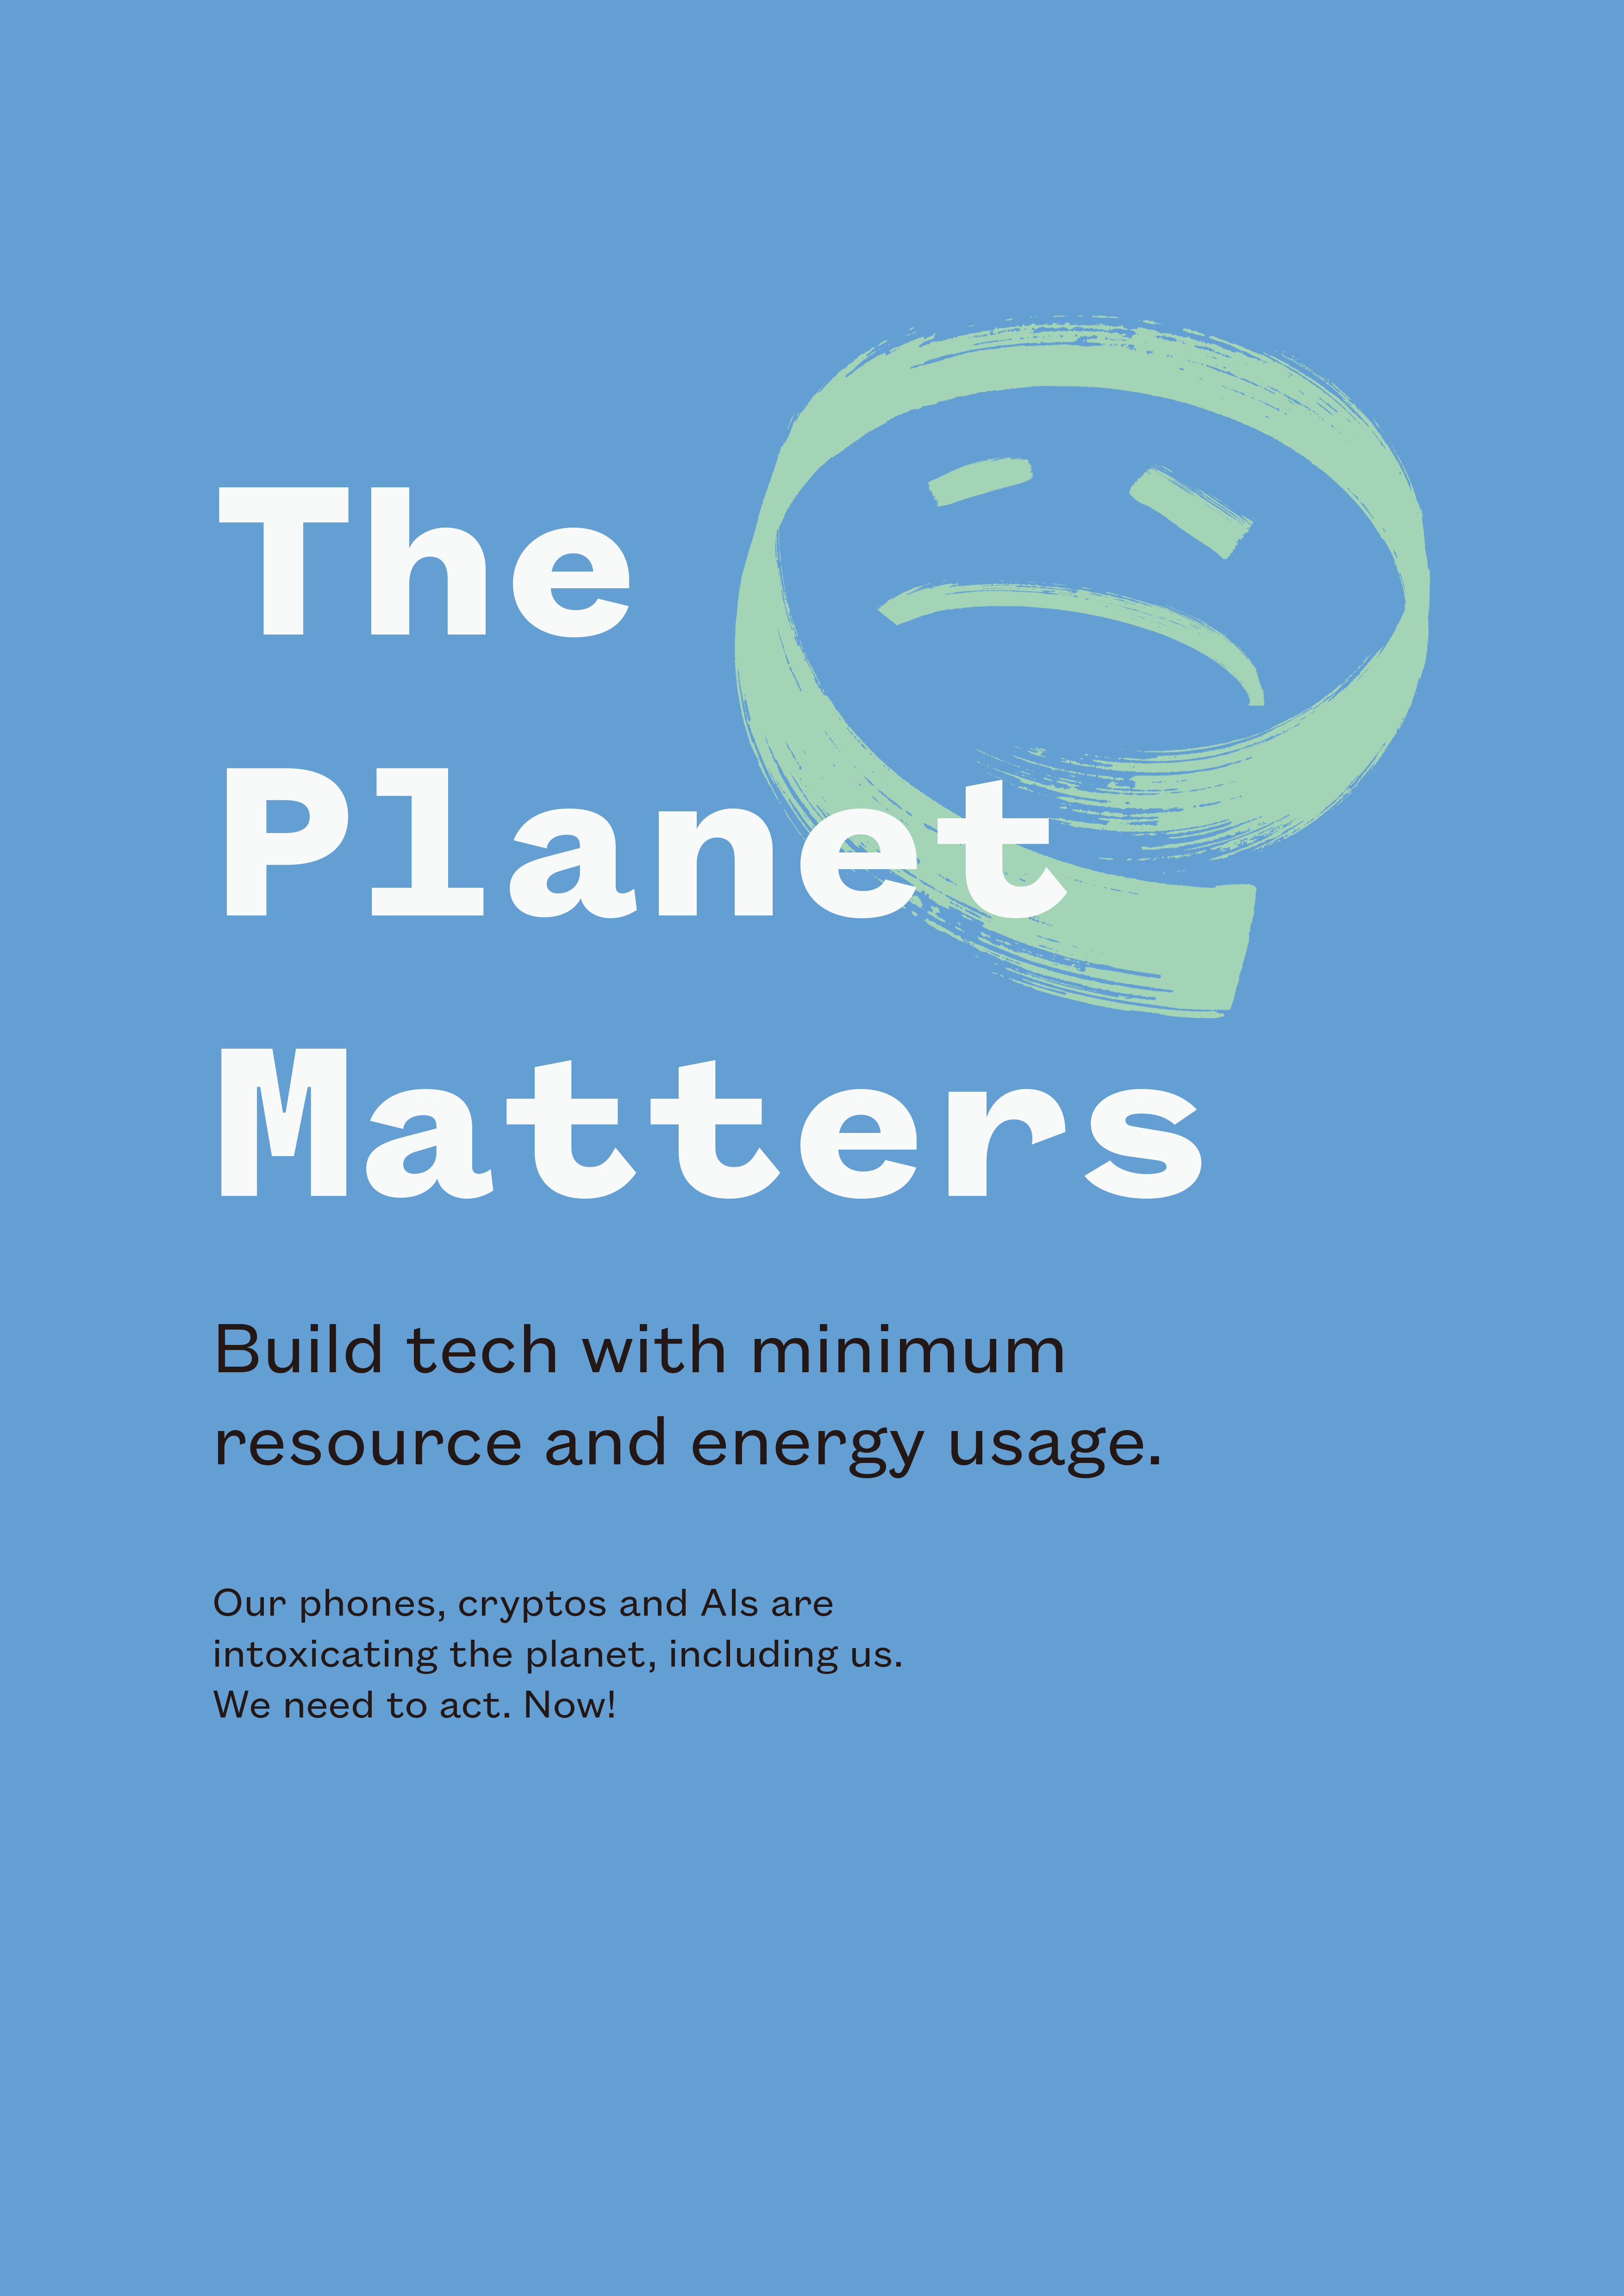 The
Planet
Matters
Build tech with minimum
resource and energy usage.
Our phones, cryptos and AIs are
intoxicating the planet, including us.
We need to act. Now!